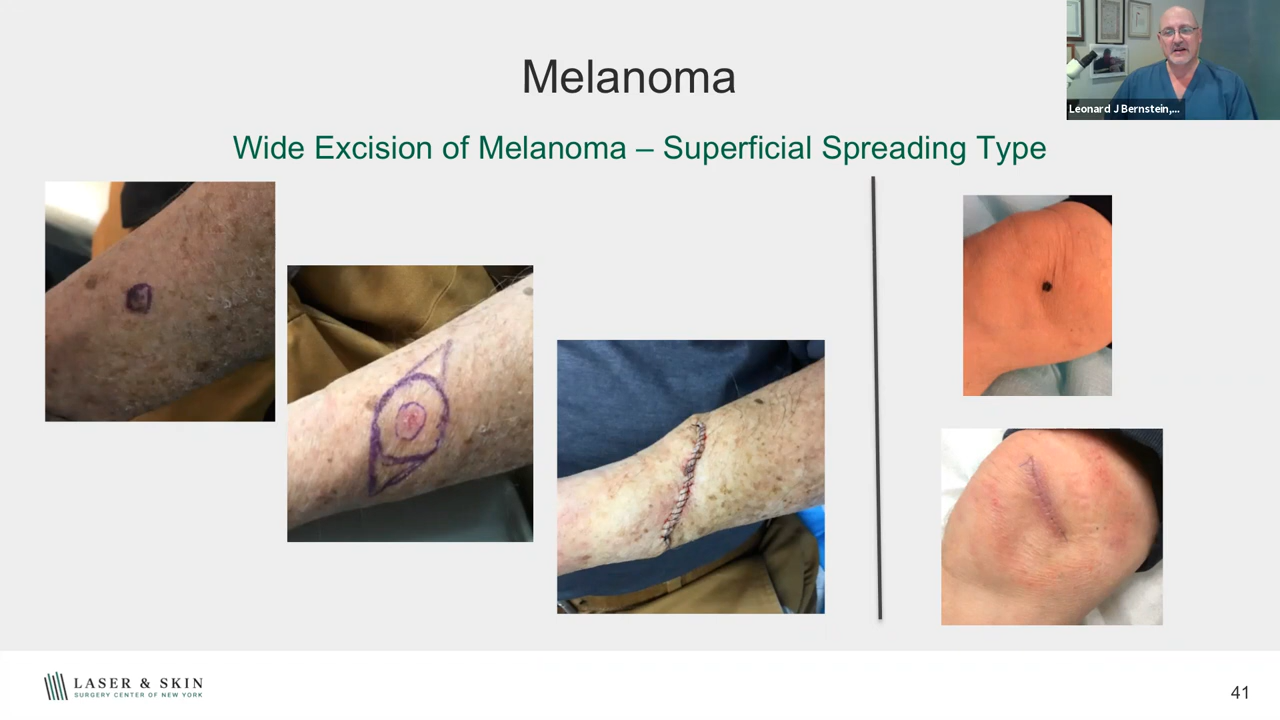 Melanoma
Leonard J Bernstein,...
Wide Excision of Melanoma – Superficial Spreading Type
LASER & SKIN
SURGERY CENTER OF NEW YORK
41